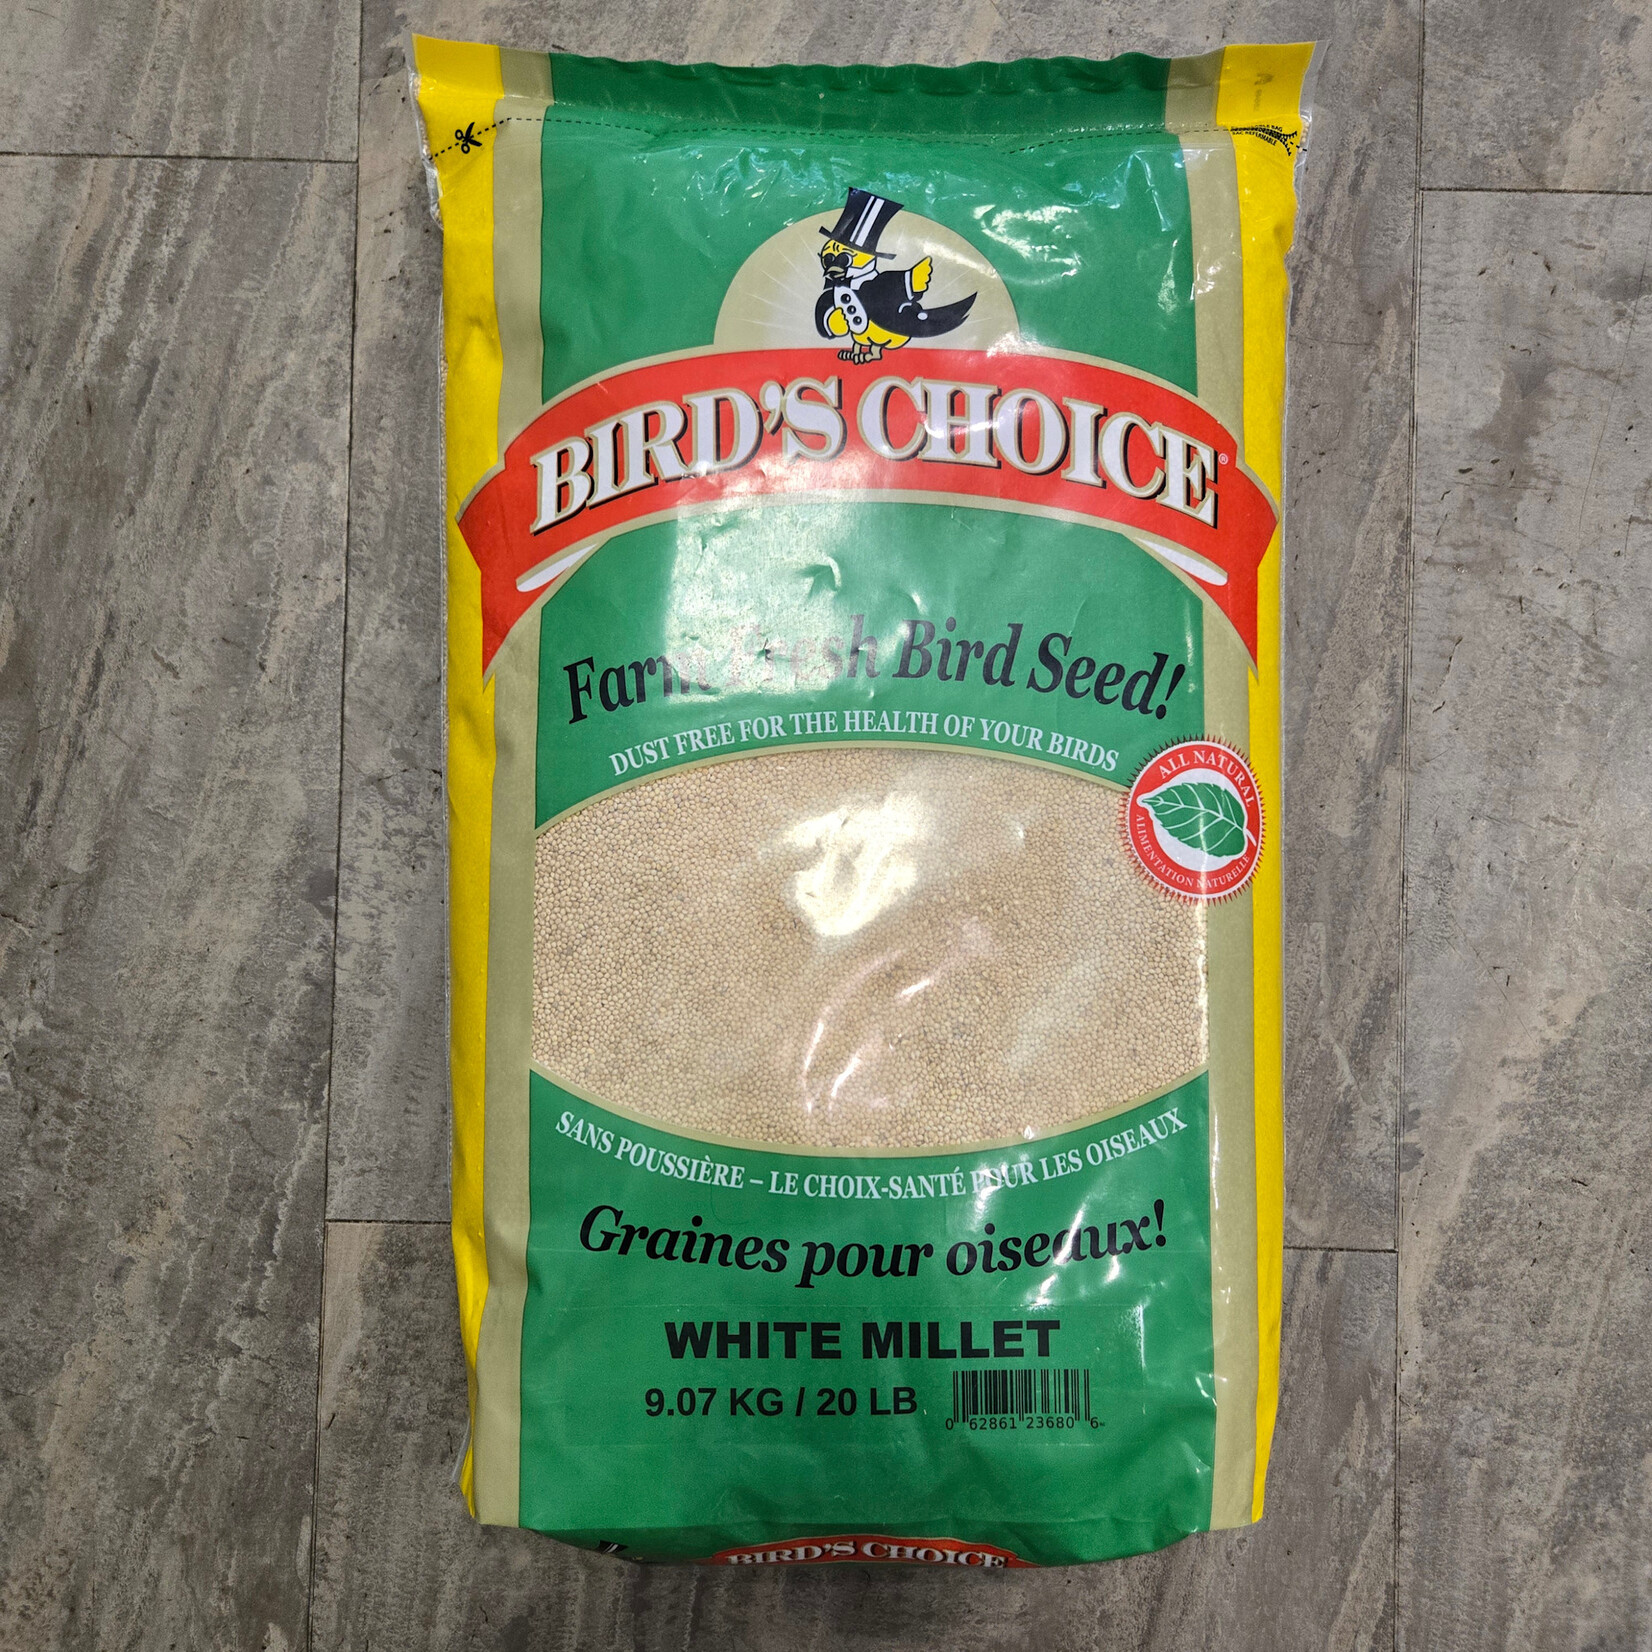 BIRD'S CHOICE®
Farm Fresh Bird Seed!
DUST FREE FOR THE HEALTH OF YOUR BIRDS
ALL NATURAL
ALIMENTATION NATURELLE
SANS POUSSIÈRE – LE CHOIX-SANTÉ POUR LES OISEAUX
Graines pour oiseaux!
WHITE MILLET
9.07 KG / 20 LB
0 62861 23680 6
BIRD'S CHOICE